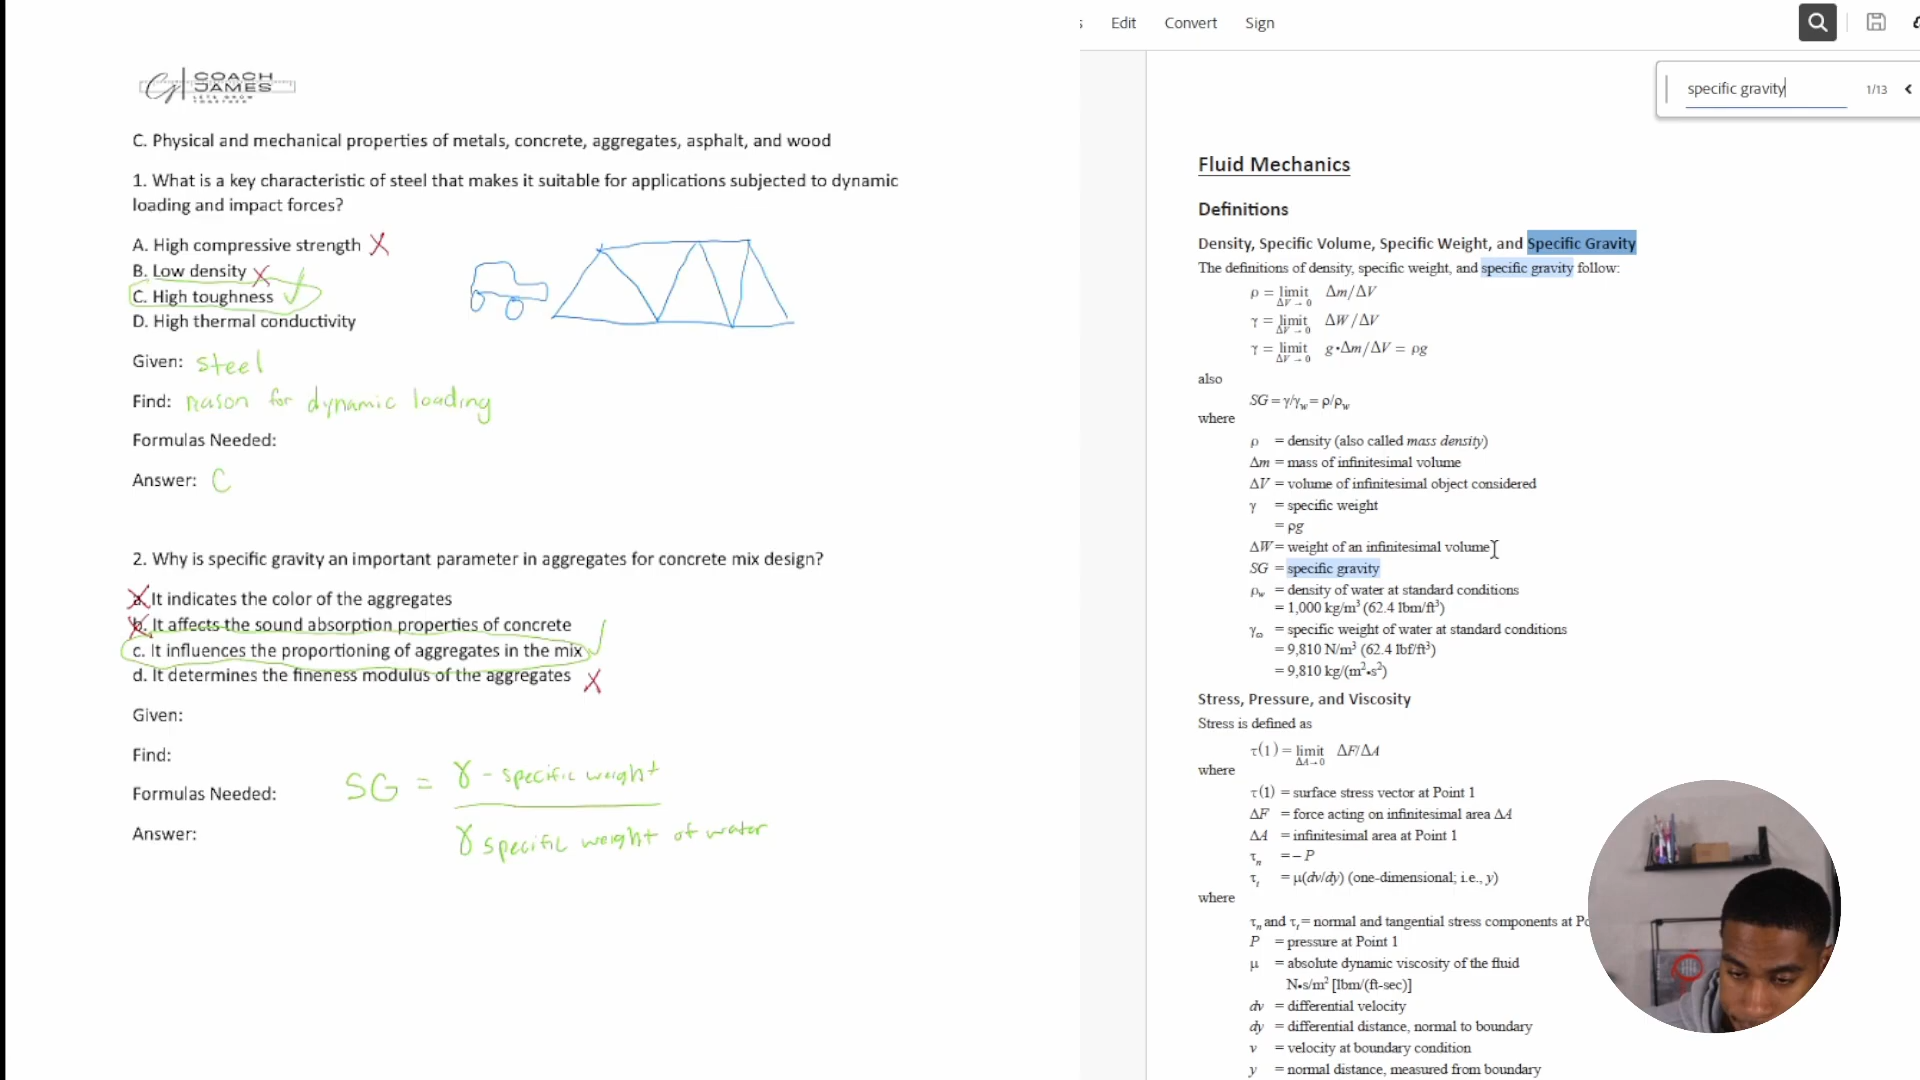 Edit Convert Sign
specific gravity 1/13
COACH
JAMES
LETS GROW
TOGETHER
C. Physical and mechanical properties of metals, concrete, aggregates, asphalt, and wood
1. What is a key characteristic of steel that makes it suitable for applications subjected to dynamic
loading and impact forces?
A. High compressive strength X
B. Low density X
C. High toughness ✓
D. High thermal conductivity
Given: steel
Find: reason for dynamic loading
Formulas Needed:
Answer: C
2. Why is specific gravity an important parameter in aggregates for concrete mix design?
a. It indicates the color of the aggregates
b. It affects the sound absorption properties of concrete
c. It influences the proportioning of aggregates in the mix ✓
d. It determines the fineness modulus of the aggregates X
Given:
Find:
Formulas Needed: SG = γ - specific weight
γ specific weight of water
Answer:
Fluid Mechanics
Definitions
Density, Specific Volume, Specific Weight, and Specific Gravity
The definitions of density, specific weight, and specific gravity follow:
ρ = limit Δm/ΔV
ΔV→0
γ = limit ΔW/ΔV
ΔV→0
γ = limit g•Δm/ΔV = ρg
ΔV→0
also
SG = γ/γw = ρ/ρw
where
ρ = density (also called mass density)
Δm = mass of infinitesimal volume
ΔV = volume of infinitesimal object considered
γ = specific weight
= ρg
ΔW = weight of an infinitesimal volume
SG = specific gravity
ρw = density of water at standard conditions
= 1,000 kg/m³ (62.4 lbm/ft³)
γω = specific weight of water at standard conditions
= 9,810 N/m³ (62.4 lbf/ft³)
= 9,810 kg/(m²•s²)
Stress, Pressure, and Viscosity
Stress is defined as
τ(1) = limit ΔF/ΔA
ΔA→0
where
τ(1) = surface stress vector at Point 1
ΔF = force acting on infinitesimal area ΔA
ΔA = infinitesimal area at Point 1
τn = – P
τt = μ(dv/dy) (one-dimensional; i.e., y)
where
τn and τt = normal and tangential stress components at
P = pressure at Point 1
μ = absolute dynamic viscosity of the fluid
N•s/m² [lbm/(ft-sec)]
dv = differential velocity
dy = differential distance, normal to boundary
v = velocity at boundary condition
y = normal distance, measured from boundary